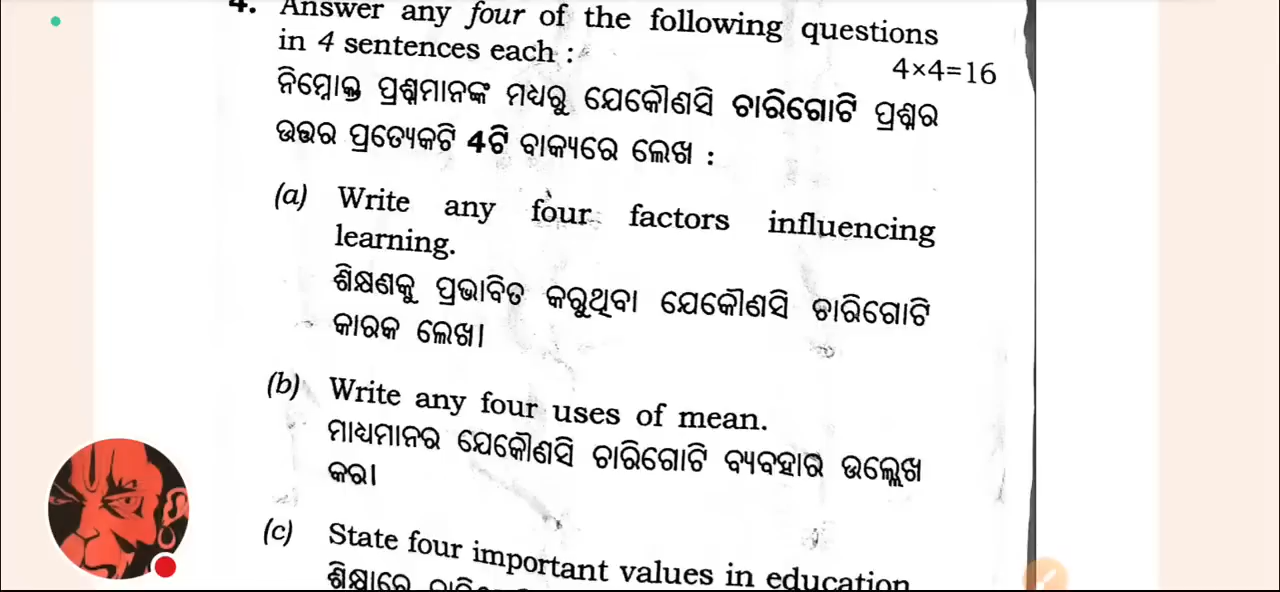 4. Answer any four of the following questions
in 4 sentences each :
4×4=16
ନିମ୍ନୋକ୍ତ ପ୍ରଶ୍ନମାନଙ୍କ ମଧ୍ଯରୁ ଯେକୌଣସି ଚାରିଗୋଟି ପ୍ରଶ୍ନର
ଉତ୍ତର ପ୍ରତ୍ୟେକଟି 4ଟି ବାକ୍ୟରେ ଲେଖ :
(a) Write any four factors influencing
learning.
ଶିକ୍ଷଣକୁ ପ୍ରଭାବିତ କରୁଥିବା ଯେକୌଣସି ଚାରିଗୋଟି
କାରକ ଲେଖ।
(b) Write any four uses of mean.
ମାଧ୍ୟମାନର ଯେକୌଣସି ଚାରିଗୋଟି ବ୍ୟବହାର ଉଲ୍ଲେଖ
କର।
(c) State four important values in education
ଶିକ୍ଷାରେ